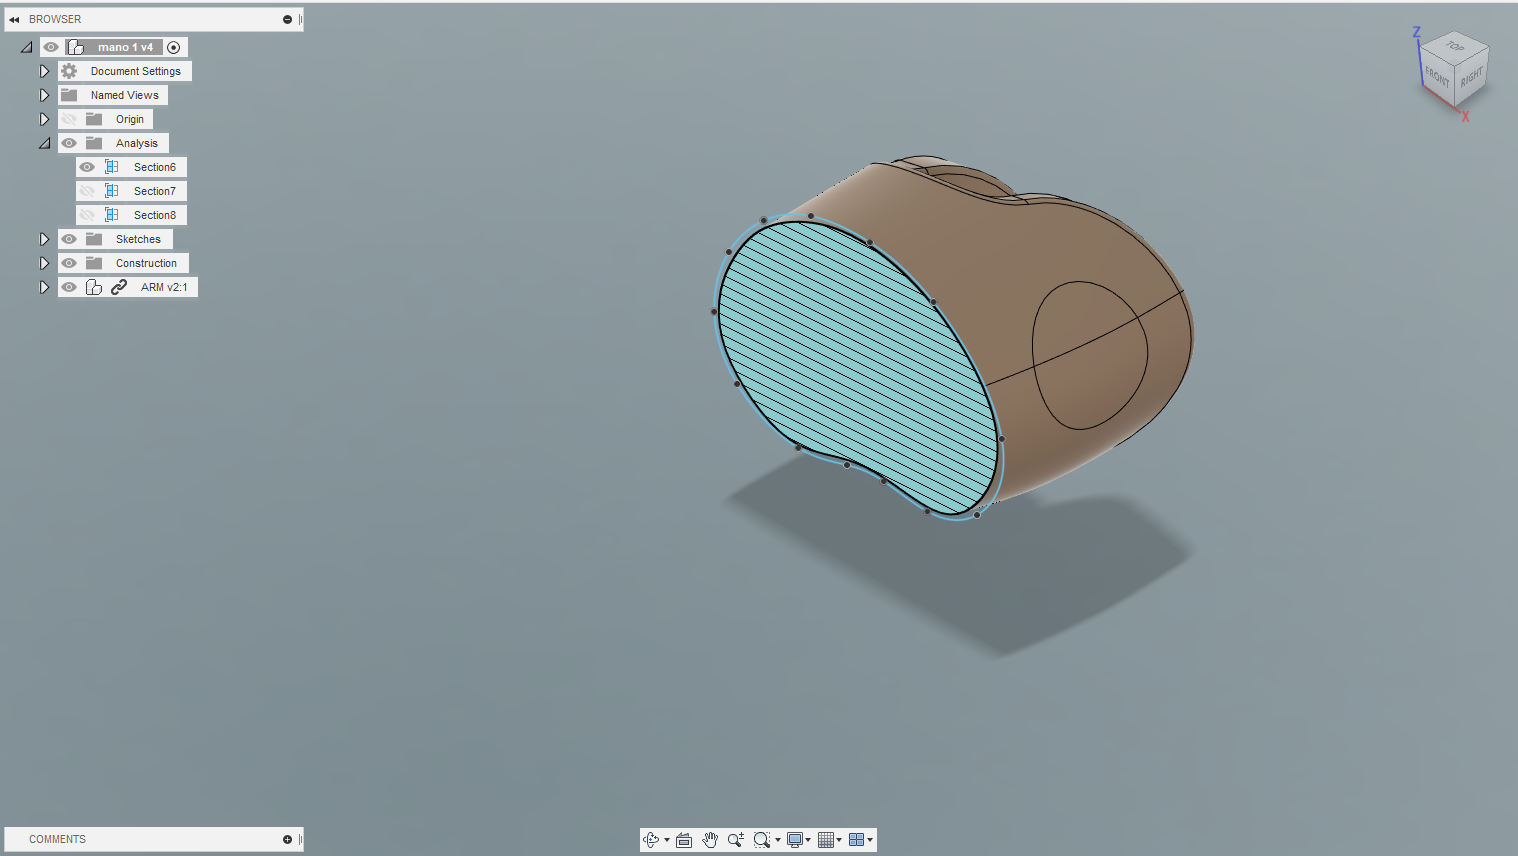 BROWSER
mano 1 v4
Document Settings
Named Views
Origin
Analysis
Section6
Section7
Section8
Sketches
Construction
ARM v2:1
Z
TOP
FRONT
RIGHT
X
COMMENTS